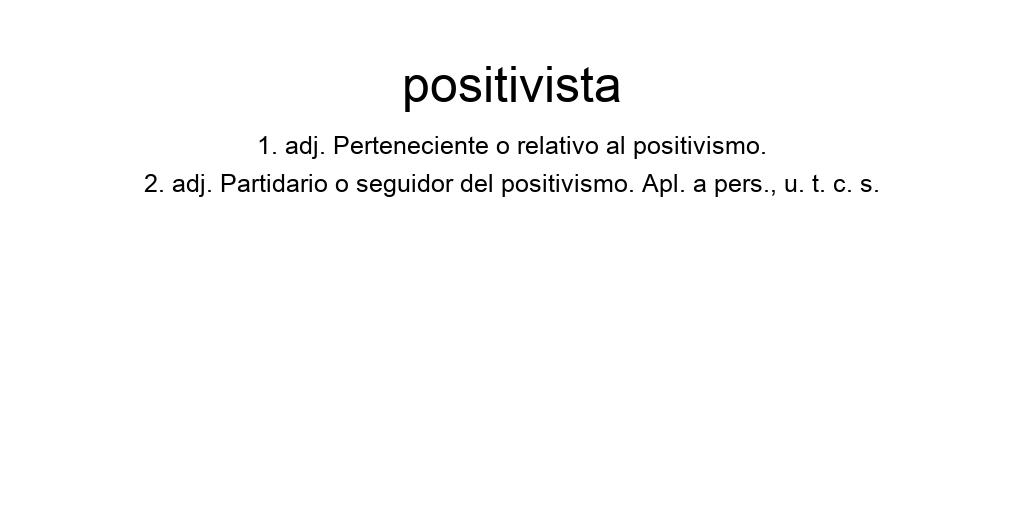 positivista
1. adj. Perteneciente o relativo al positivismo.
2. adj. Partidario o seguidor del positivismo. Apl. a pers., u. t. c. s.